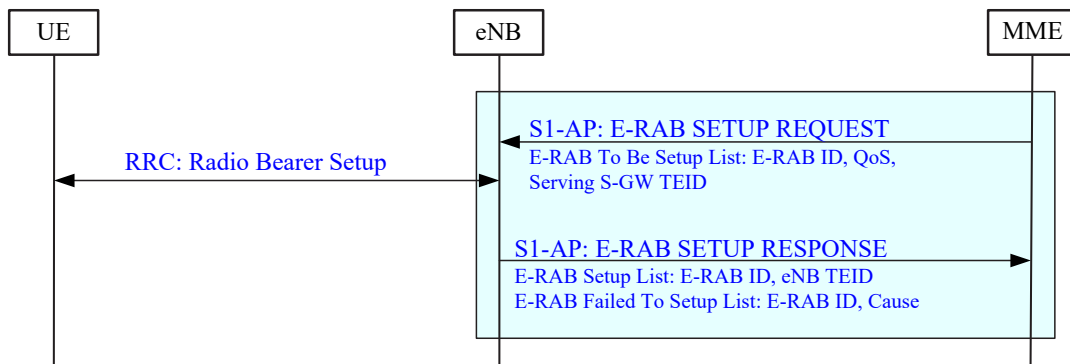 UE
eNB
MME
S1-AP: E-RAB SETUP REQUEST
E-RAB To Be Setup List: E-RAB ID, QoS,
Serving S-GW TEID
RRC: Radio Bearer Setup
S1-AP: E-RAB SETUP RESPONSE
E-RAB Setup List: E-RAB ID, eNB TEID
E-RAB Failed To Setup List: E-RAB ID, Cause